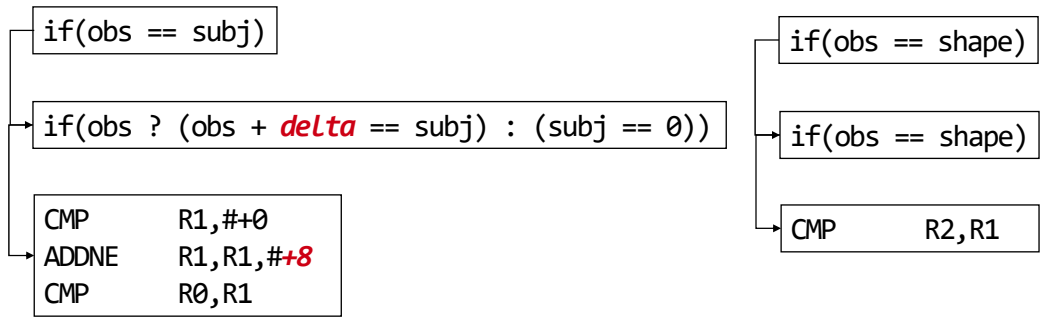 if(obs == subj)
if(obs ? (obs + delta == subj) : (subj == 0))
CMP R1,#+0
ADDNE R1,R1,#+8
CMP R0,R1
if(obs == shape)
if(obs == shape)
CMP R2,R1